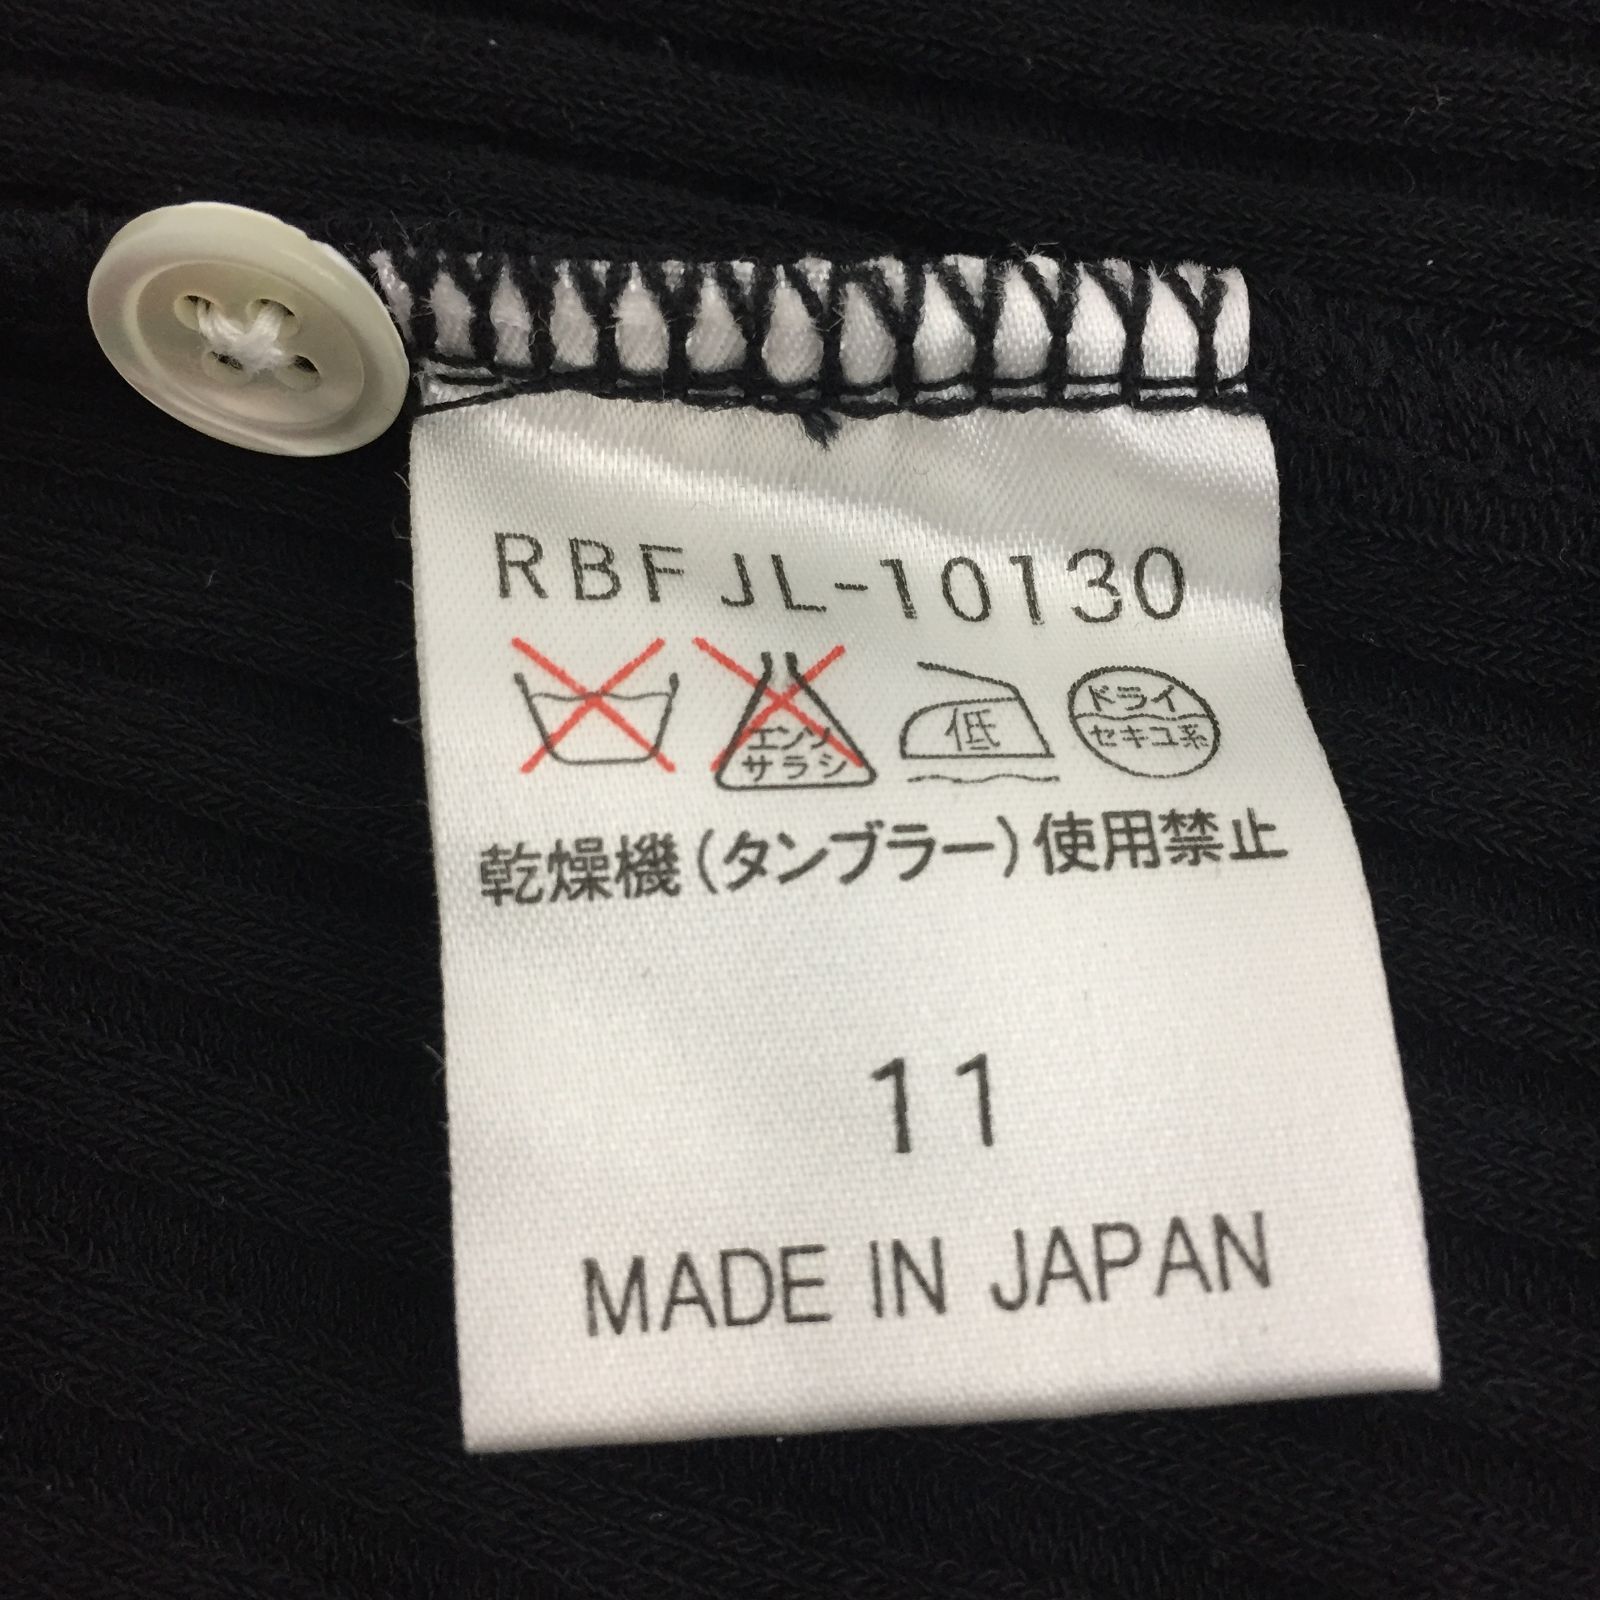 RBFJL-10130
エンソ サラシ 低 ドライ セキユ系
乾燥機(タンブラー)使用禁止
11
MADE IN JAPAN